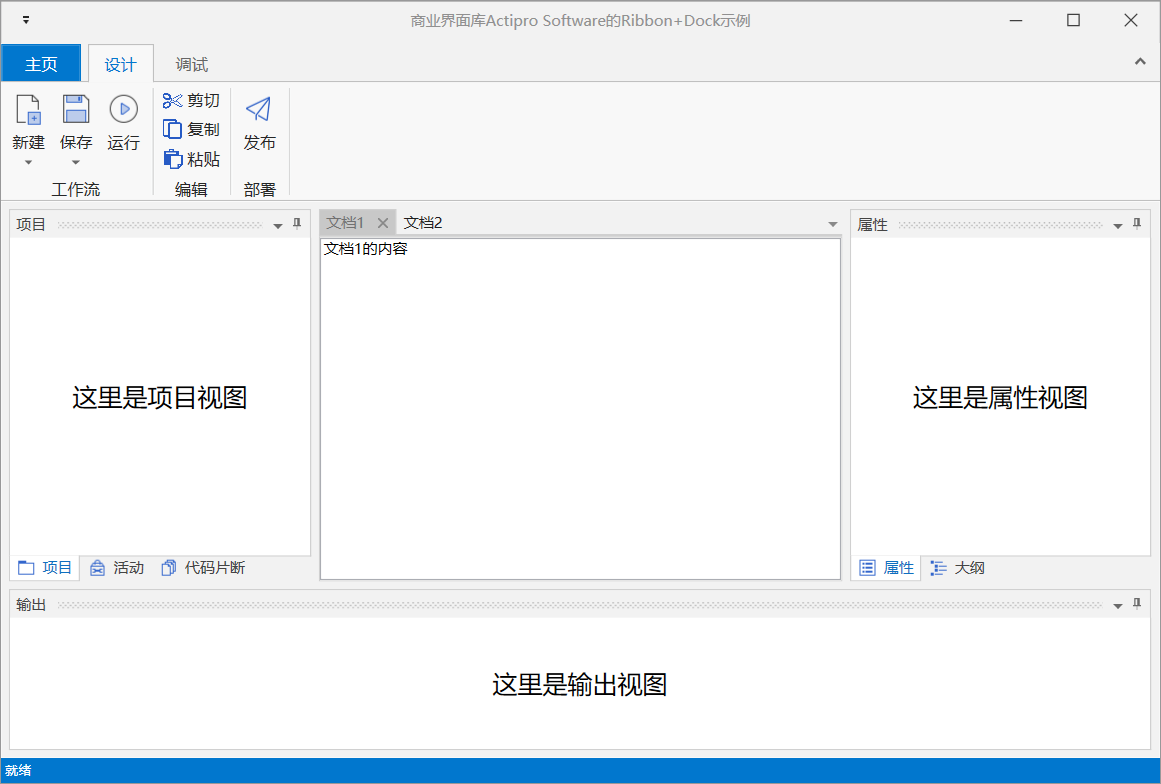 商业界面库Actipro Software的Ribbon+Dock示例
主页 设计 调试
新建 保存 运行
剪切
复制
粘贴
发布
工作流 编辑 部署
项目
文档1 文档2
属性
文档1的内容
这里是项目视图
这里是属性视图
项目 活动 代码片断
属性 大纲
输出
这里是输出视图
就绪